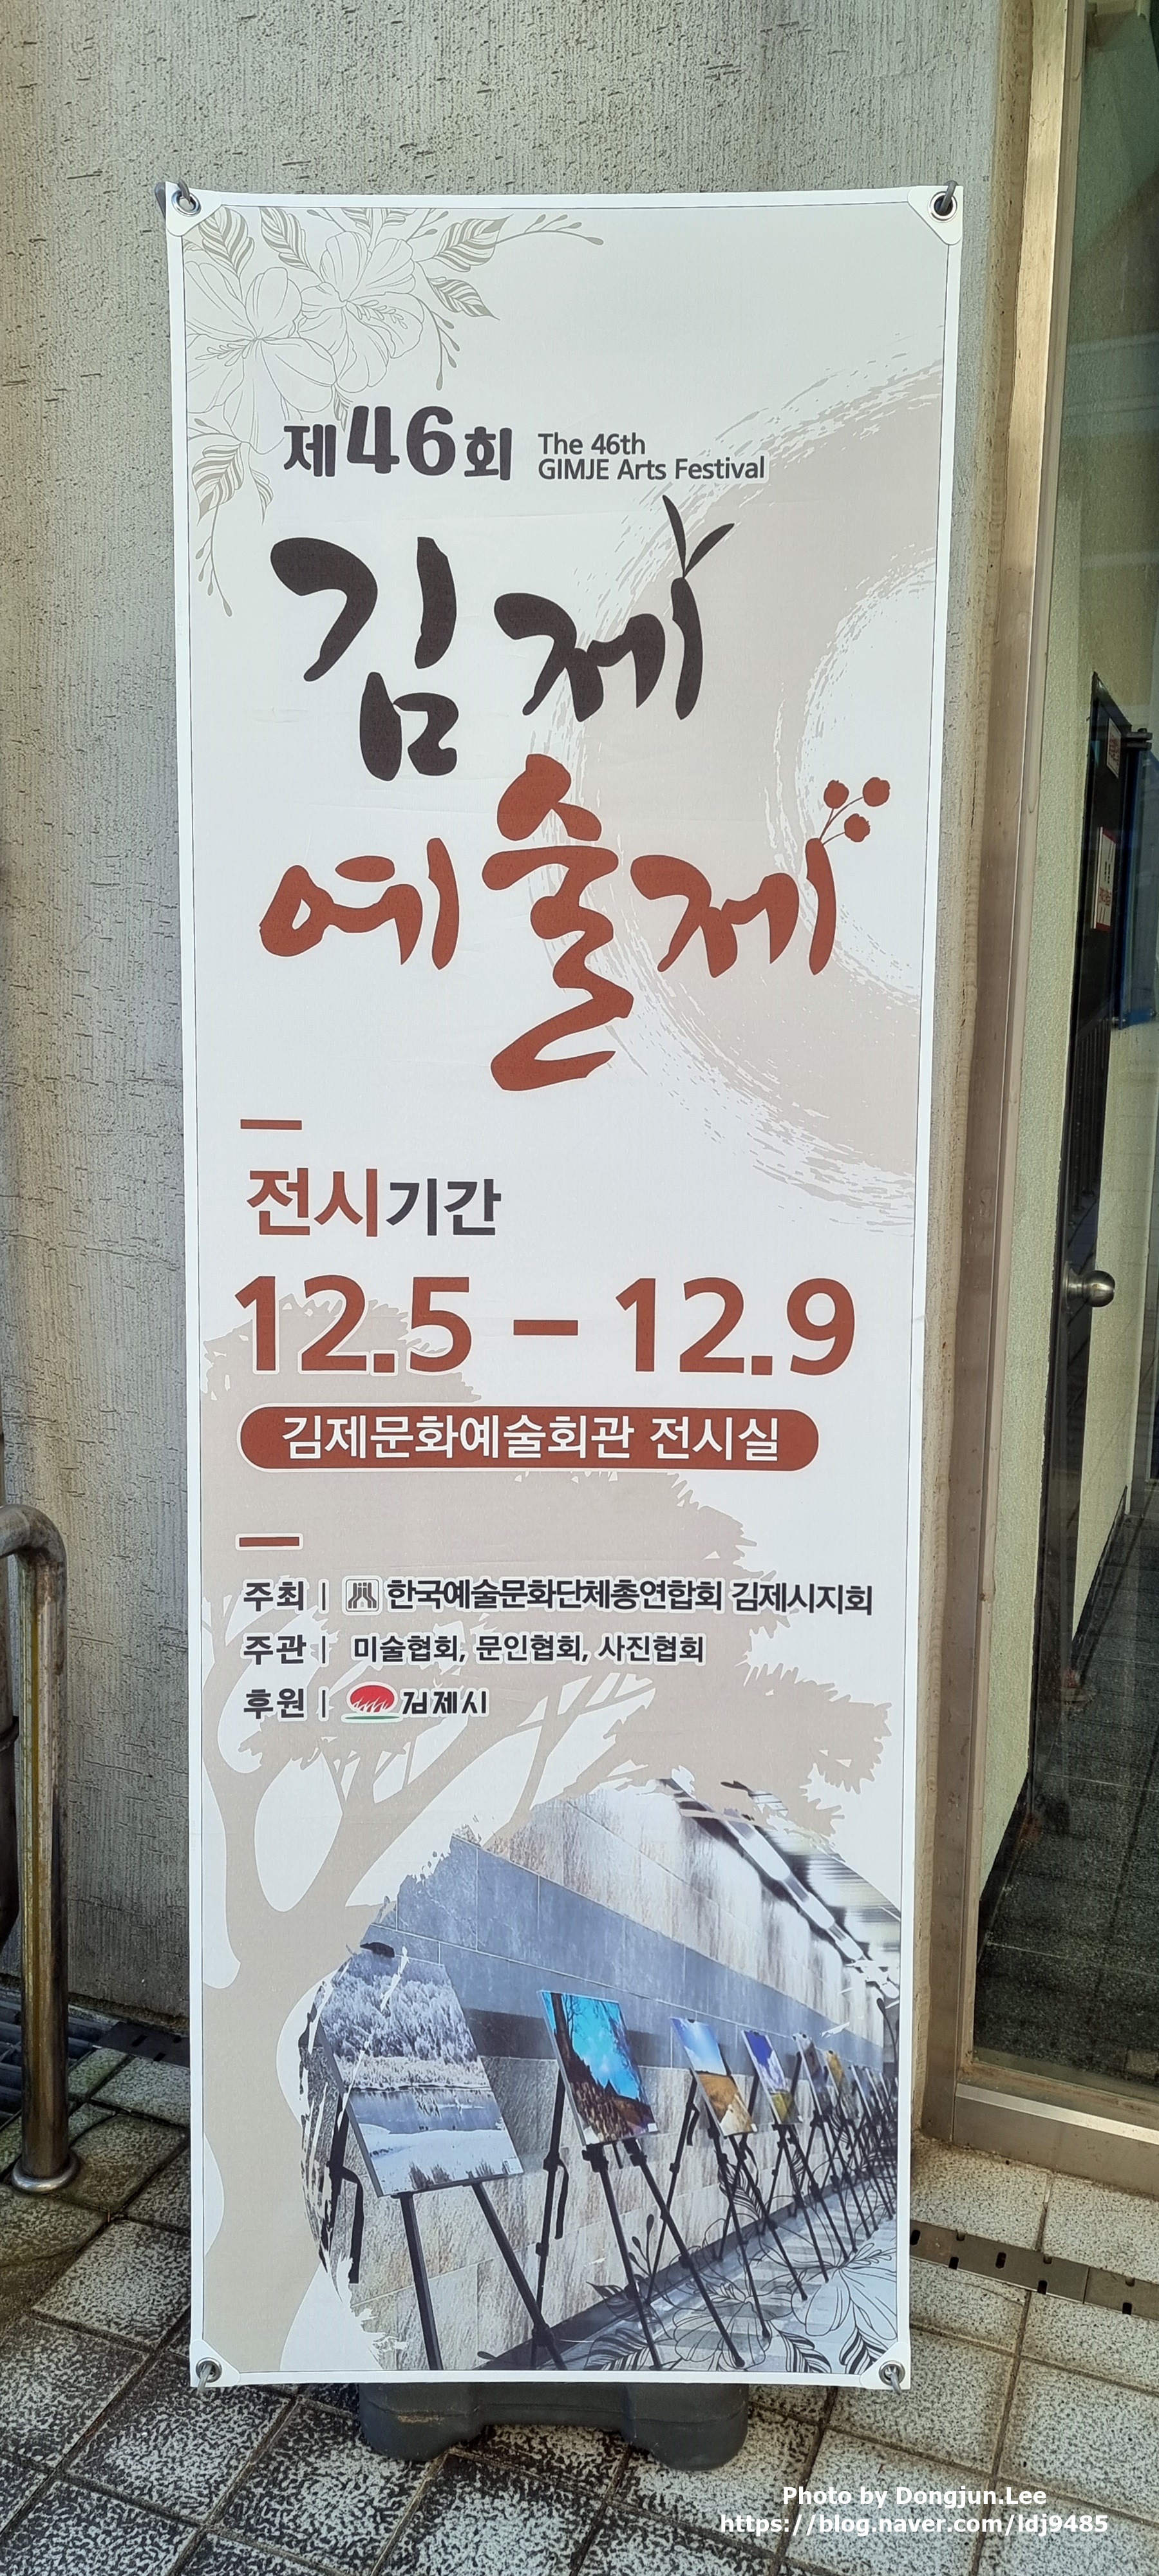 제46회 The 46th
GIMJE Arts Festival
김제
예술제
전시기간
12.5 – 12.9
김제문화예술회관 전시실
주최 | 한국예술문화단체총연합회 김제시지회
주관 | 미술협회, 문인협회, 사진협회
후원 | 김제시
Photo by Dongjun.Lee
https://blog.naver.com/ldj9485